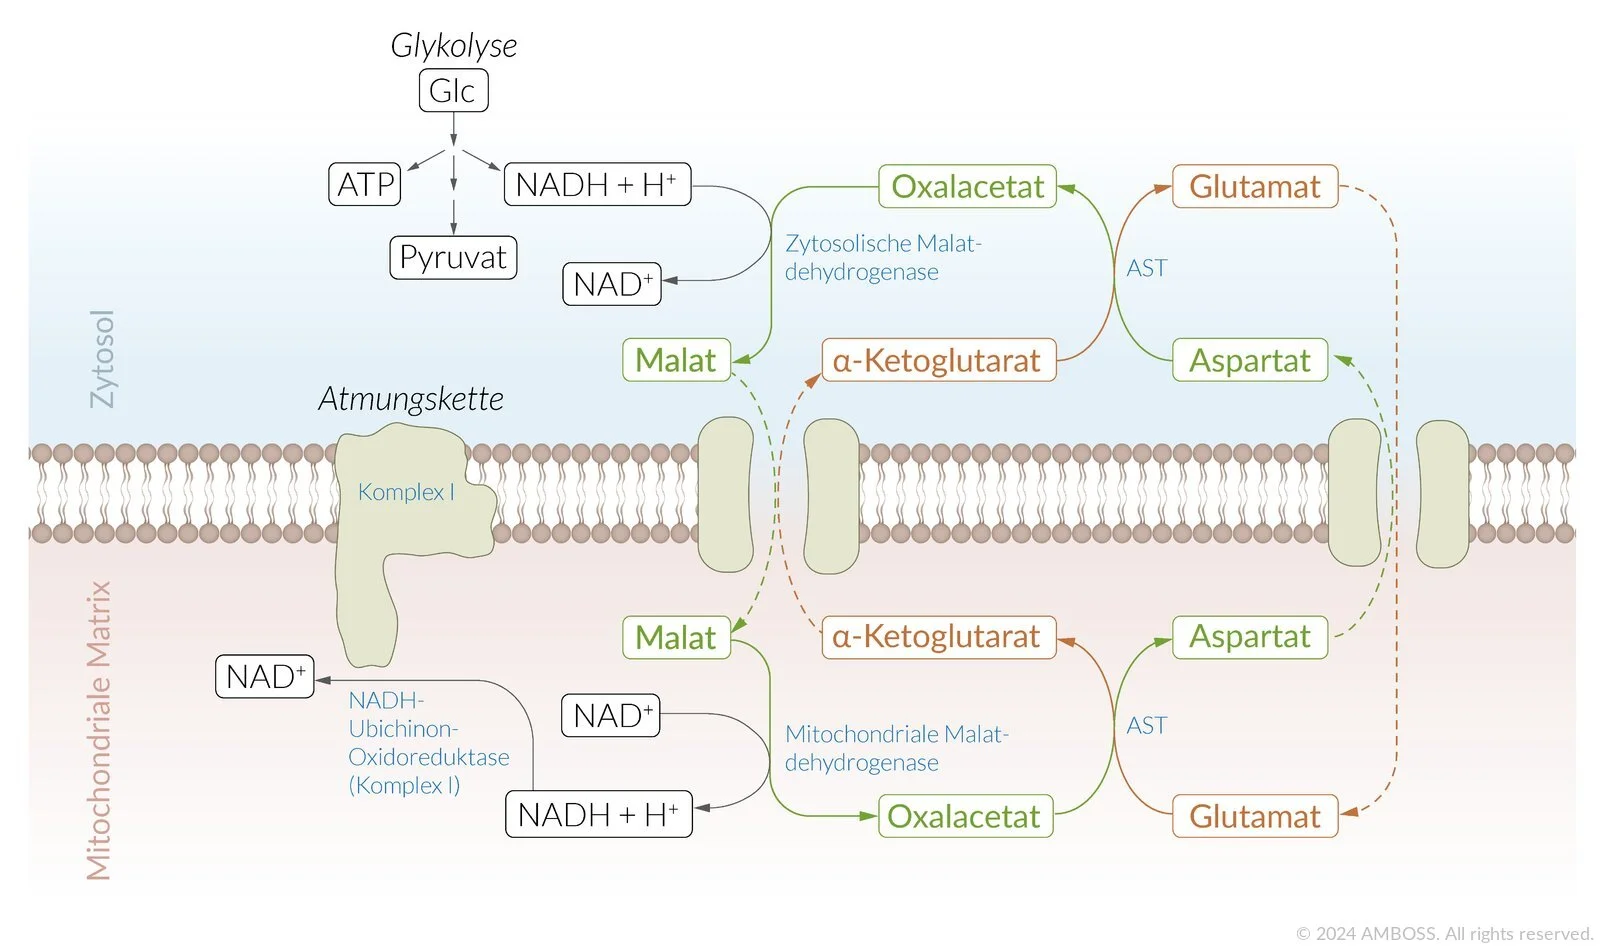 Glykolyse
Glc
ATP
NADH + H⁺
Pyruvat
NAD⁺
Oxalacetat
Glutamat
Zytosolische Malat-
dehydrogenase
AST
Malat
α-Ketoglutarat
Aspartat
Zytosol
Atmungskette
Komplex I
Mitochondriale Matrix
Malat
α-Ketoglutarat
Aspartat
NAD⁺
NADH-
Ubichinon-
Oxidoreduktase
(Komplex I)
NAD⁺
Mitochondriale Malat-
dehydrogenase
AST
NADH + H⁺
Oxalacetat
Glutamat
© 2024 AMBOSS. All rights reserved.